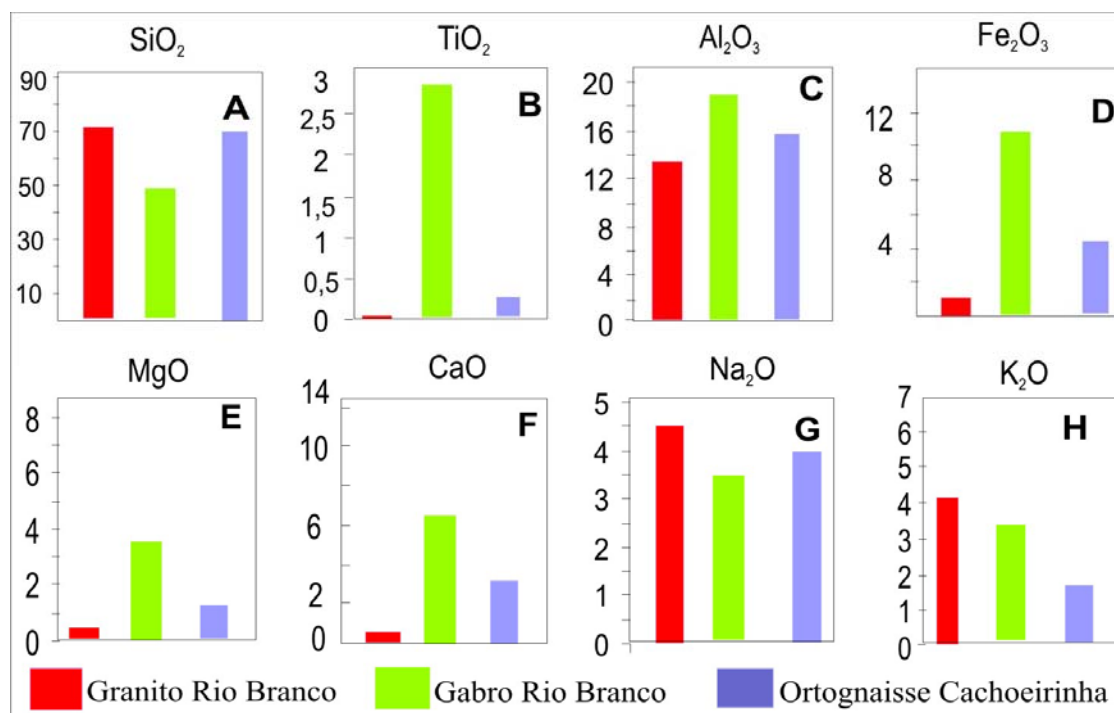 SiO₂
90
70
50
30
10
A
TiO₂
3
2,5
2
1,5
1
0,5
0
B
Al₂O₃
20
16
12
8
4
0
C
Fe₂O₃
12
8
4
D
MgO
8
6
4
2
0
E
CaO
14
10
6
2
0
F
Na₂O
5
4
3
2
1
0
G
K₂O
7
6
5
4
3
2
1
0
H
Granito Rio Branco
Gabro Rio Branco
Ortognaisse Cachoeirinha